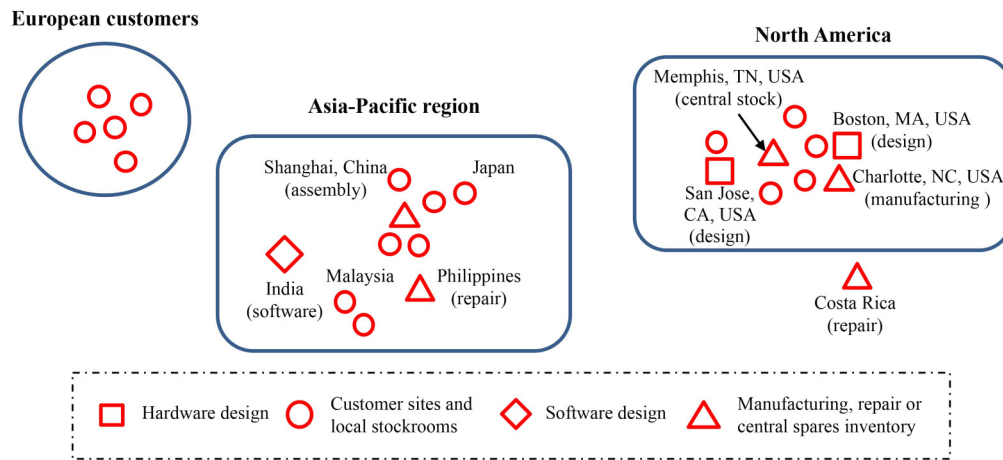 European customers
North America
Asia-Pacific region
Memphis, TN, USA
(central stock)
Boston, MA, USA
(design)
Charlotte, NC, USA
(manufacturing )
San Jose,
CA, USA
(design)
Shanghai, China
(assembly)
Japan
India
(software)
Malaysia
Philippines
(repair)
Costa Rica
(repair)
Hardware design
Customer sites and
local stockrooms
Software design
Manufacturing, repair or
central spares inventory